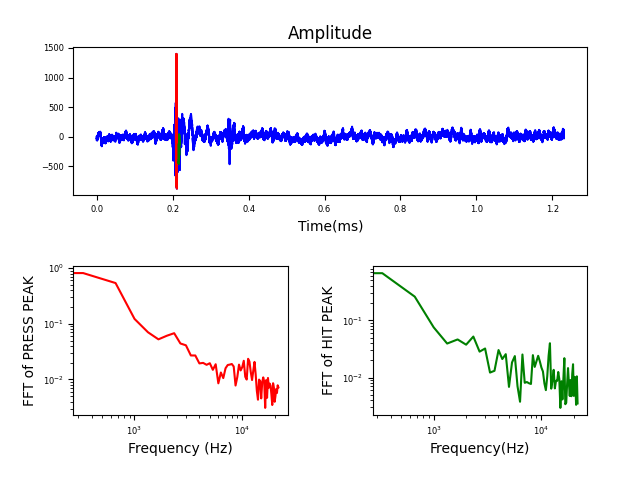 Amplitude
1500
1000
500
0
−500
0.0 0.2 0.4 0.6 0.8 1.0 1.2
Time(ms)
FFT of PRESS PEAK
10⁰
10⁻¹
10⁻²
10³ 10⁴
Frequency (Hz)
FFT of HIT PEAK
10⁻¹
10⁻²
10³ 10⁴
Frequency(Hz)